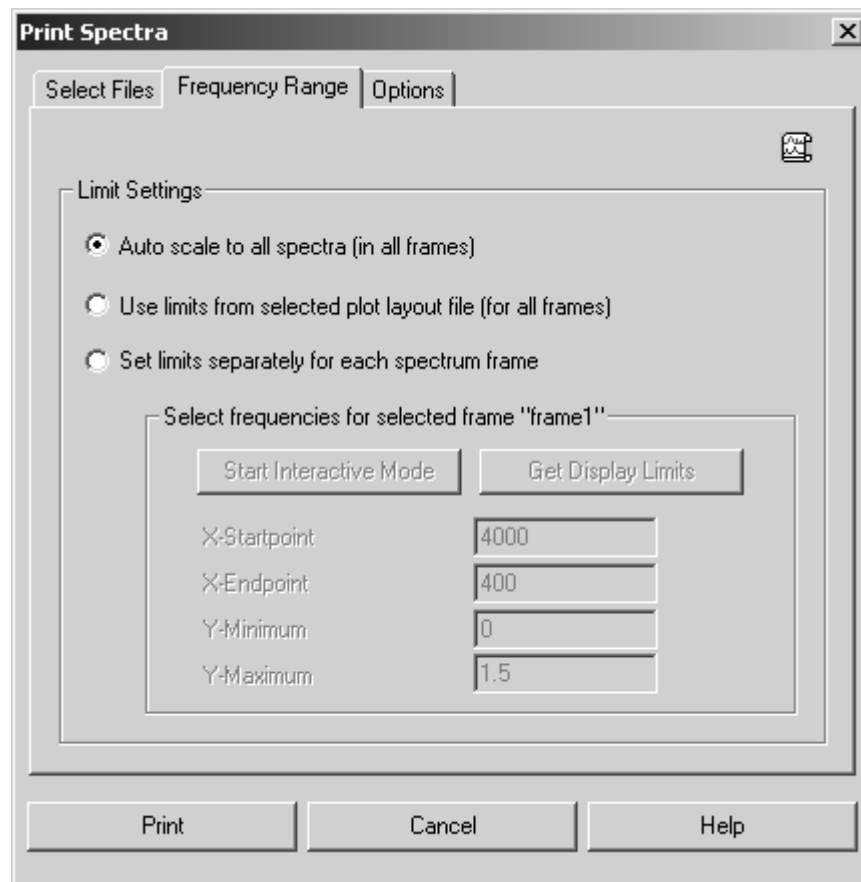 Print Spectra
Select Files Frequency Range Options
Limit Settings
Auto scale to all spectra (in all frames)
Use limits from selected plot layout file (for all frames)
Set limits separately for each spectrum frame
Select frequencies for selected frame "frame1"
Start Interactive Mode Get Display Limits
X-Startpoint 4000
X-Endpoint 400
Y-Minimum 0
Y-Maximum 1.5
Print Cancel Help